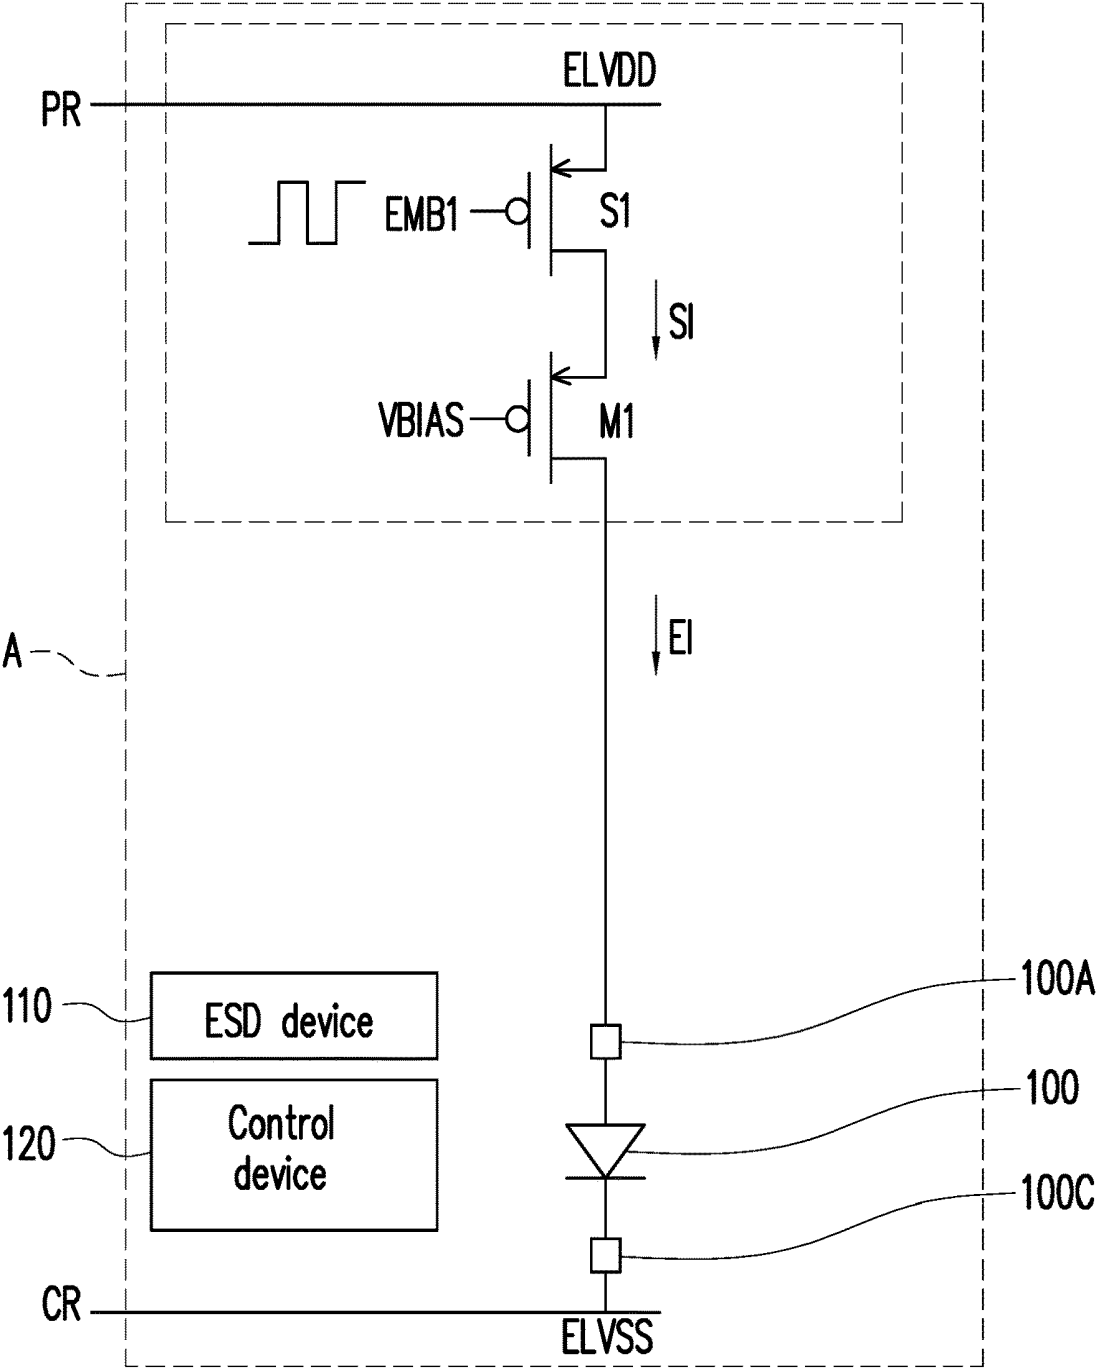 ELVDD
PR
EMB1
S1
SI
VBIAS
M1
EI
A
100A
110
ESD device
100
120
Control
device
100C
CR
ELVSS